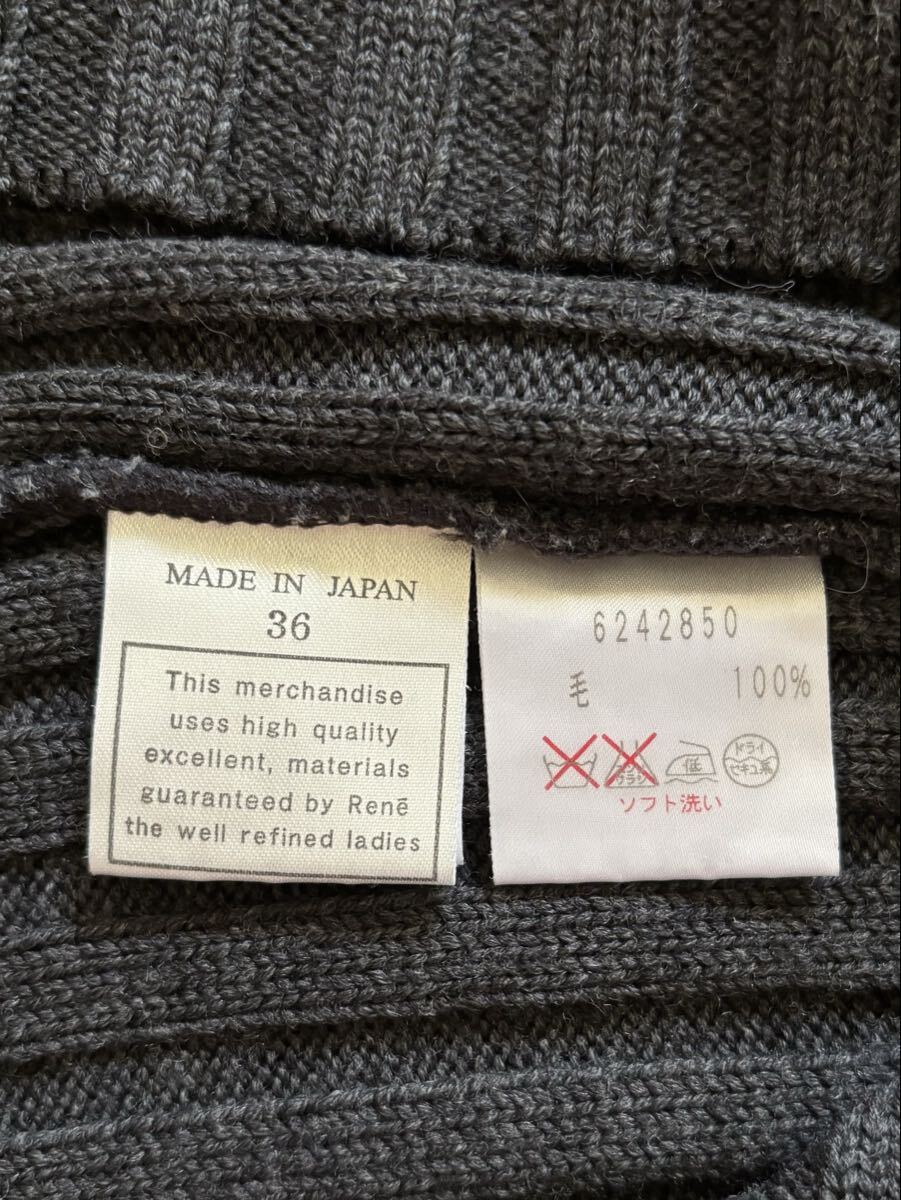 MADE IN JAPAN
36
This merchandise
uses high quality
excellent, materials
guaranteed by Renē
the well refined ladies
6242850
毛 100%
低 ドライ
セキユ系
ソフト洗い